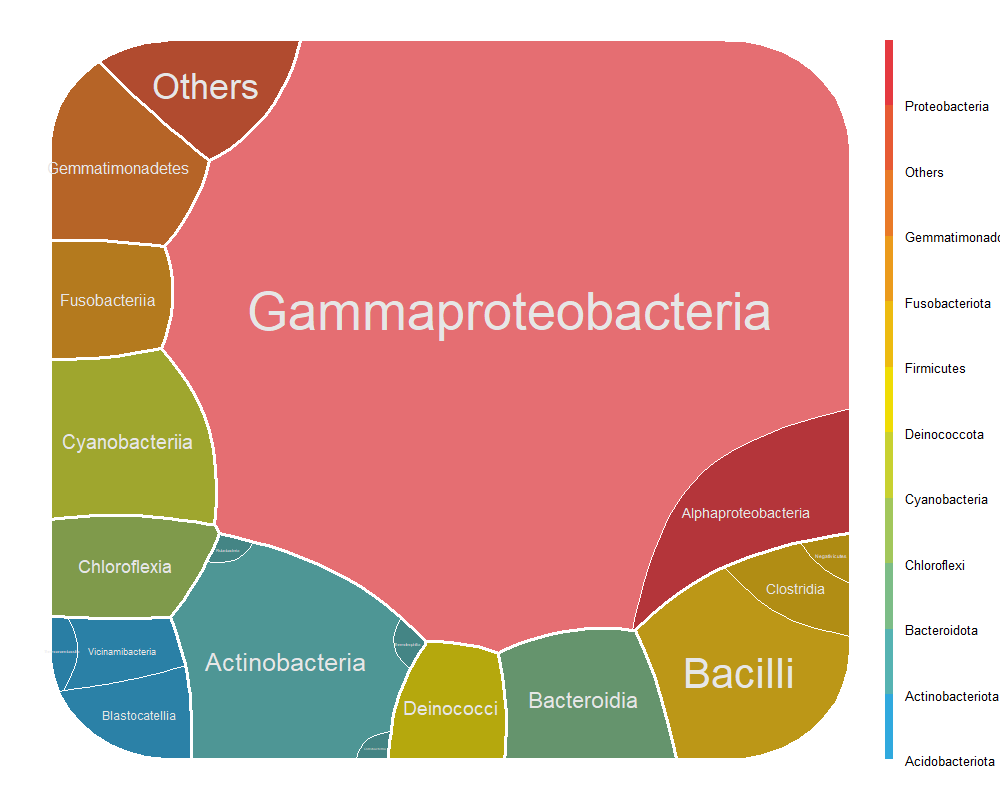 Others
Gemmatimonadetes
Gammaproteobacteria
Fusobacteriia
Cyanobacteriia
Alphaproteobacteria
Chloroflexia
Clostridia
Vicinamibacteria
Actinobacteria
Bacilli
Blastocatellia
Deinococci
Bacteroidia
Proteobacteria
Others
Gemmatimonado
Fusobacteriota
Firmicutes
Deinococcota
Cyanobacteria
Chloroflexi
Bacteroidota
Actinobacteriota
Acidobacteriota